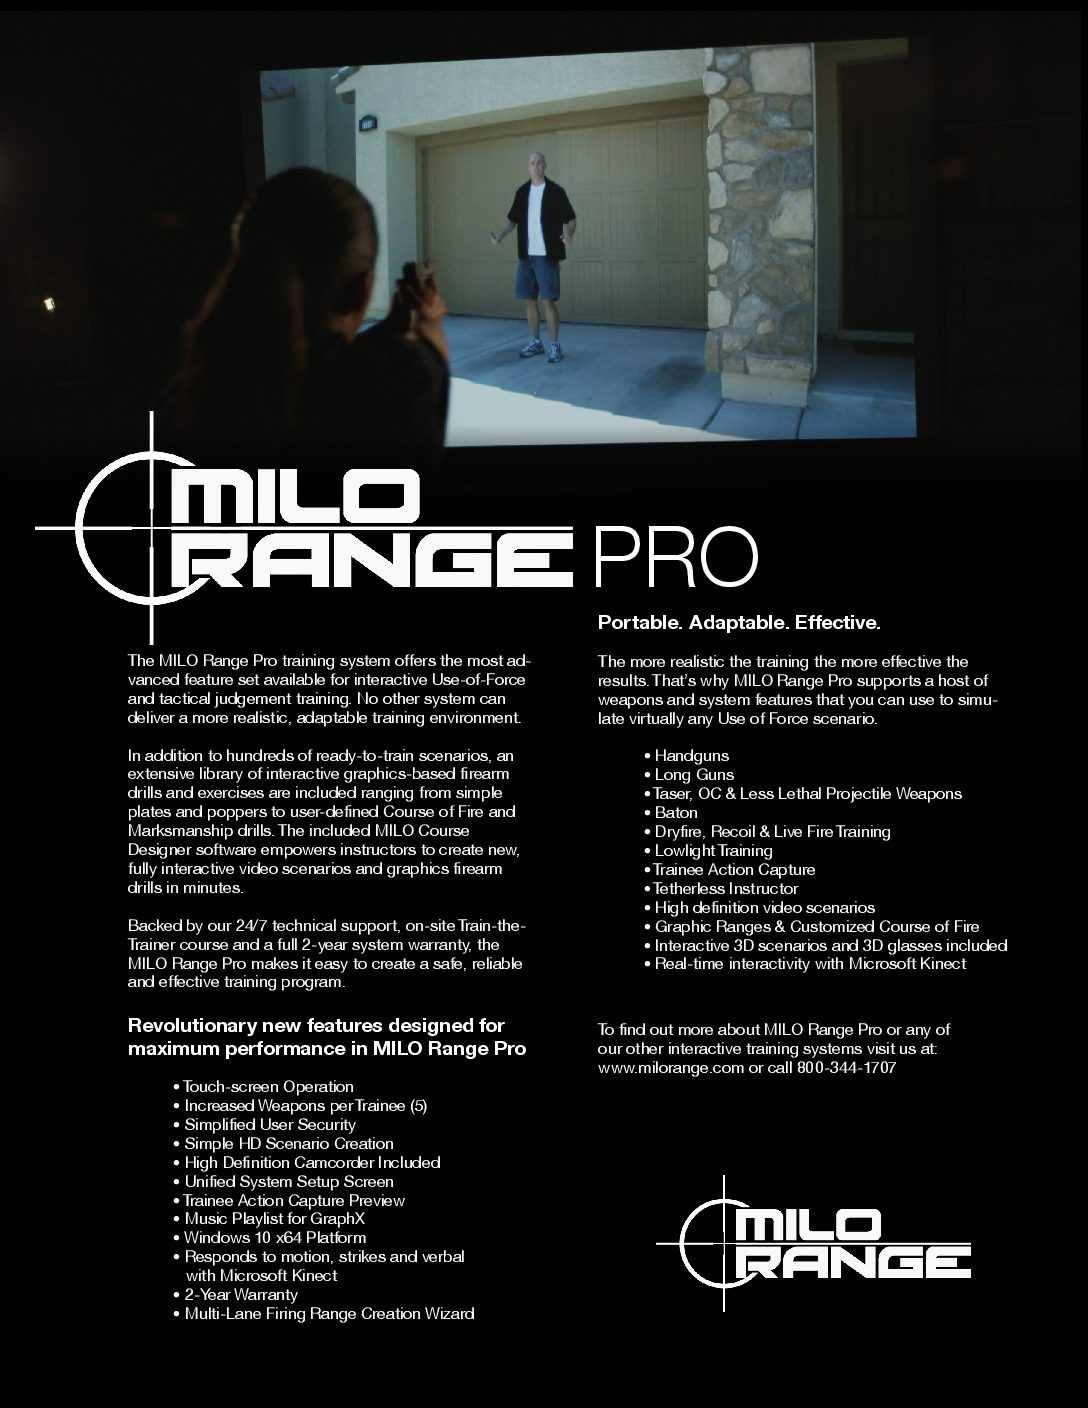 MILO
RANGE PRO
The MILO Range Pro training system offers the most ad-
vanced feature set available for interactive Use-of-Force
and tactical judgement training. No other system can
deliver a more realistic, adaptable training environment.
In addition to hundreds of ready-to-train scenarios, an
extensive library of interactive graphics-based firearm
drills and exercises are included ranging from simple
plates and poppers to user-defined Course of Fire and
Marksmanship drills. The included MILO Course
Designer software empowers instructors to create new,
fully interactive video scenarios and graphics firearm
drills in minutes.
Backed by our 24/7 technical support, on-site Train-the-
Trainer course and a full 2-year system warranty, the
MILO Range Pro makes it easy to create a safe, reliable
and effective training program.
Revolutionary new features designed for
maximum performance in MILO Range Pro
• Touch-screen Operation
• Increased Weapons per Trainee (5)
• Simplified User Security
• Simple HD Scenario Creation
• High Definition Camcorder Included
• Unified System Setup Screen
• Trainee Action Capture Preview
• Music Playlist for GraphX
• Windows 10 x64 Platform
• Responds to motion, strikes and verbal
with Microsoft Kinect
• 2-Year Warranty
• Multi-Lane Firing Range Creation Wizard
Portable. Adaptable. Effective.
The more realistic the training the more effective the
results. That's why MILO Range Pro supports a host of
weapons and system features that you can use to simu-
late virtually any Use of Force scenario.
• Handguns
• Long Guns
• Taser, OC & Less Lethal Projectile Weapons
• Baton
• Dryfire, Recoil & Live Fire Training
• Lowlight Training
• Trainee Action Capture
• Tetherless Instructor
• High definition video scenarios
• Graphic Ranges & Customized Course of Fire
• Interactive 3D scenarios and 3D glasses included
• Real-time interactivity with Microsoft Kinect
To find out more about MILO Range Pro or any of
our other interactive training systems visit us at:
www.milorange.com or call 800-344-1707
MILO
RANGE